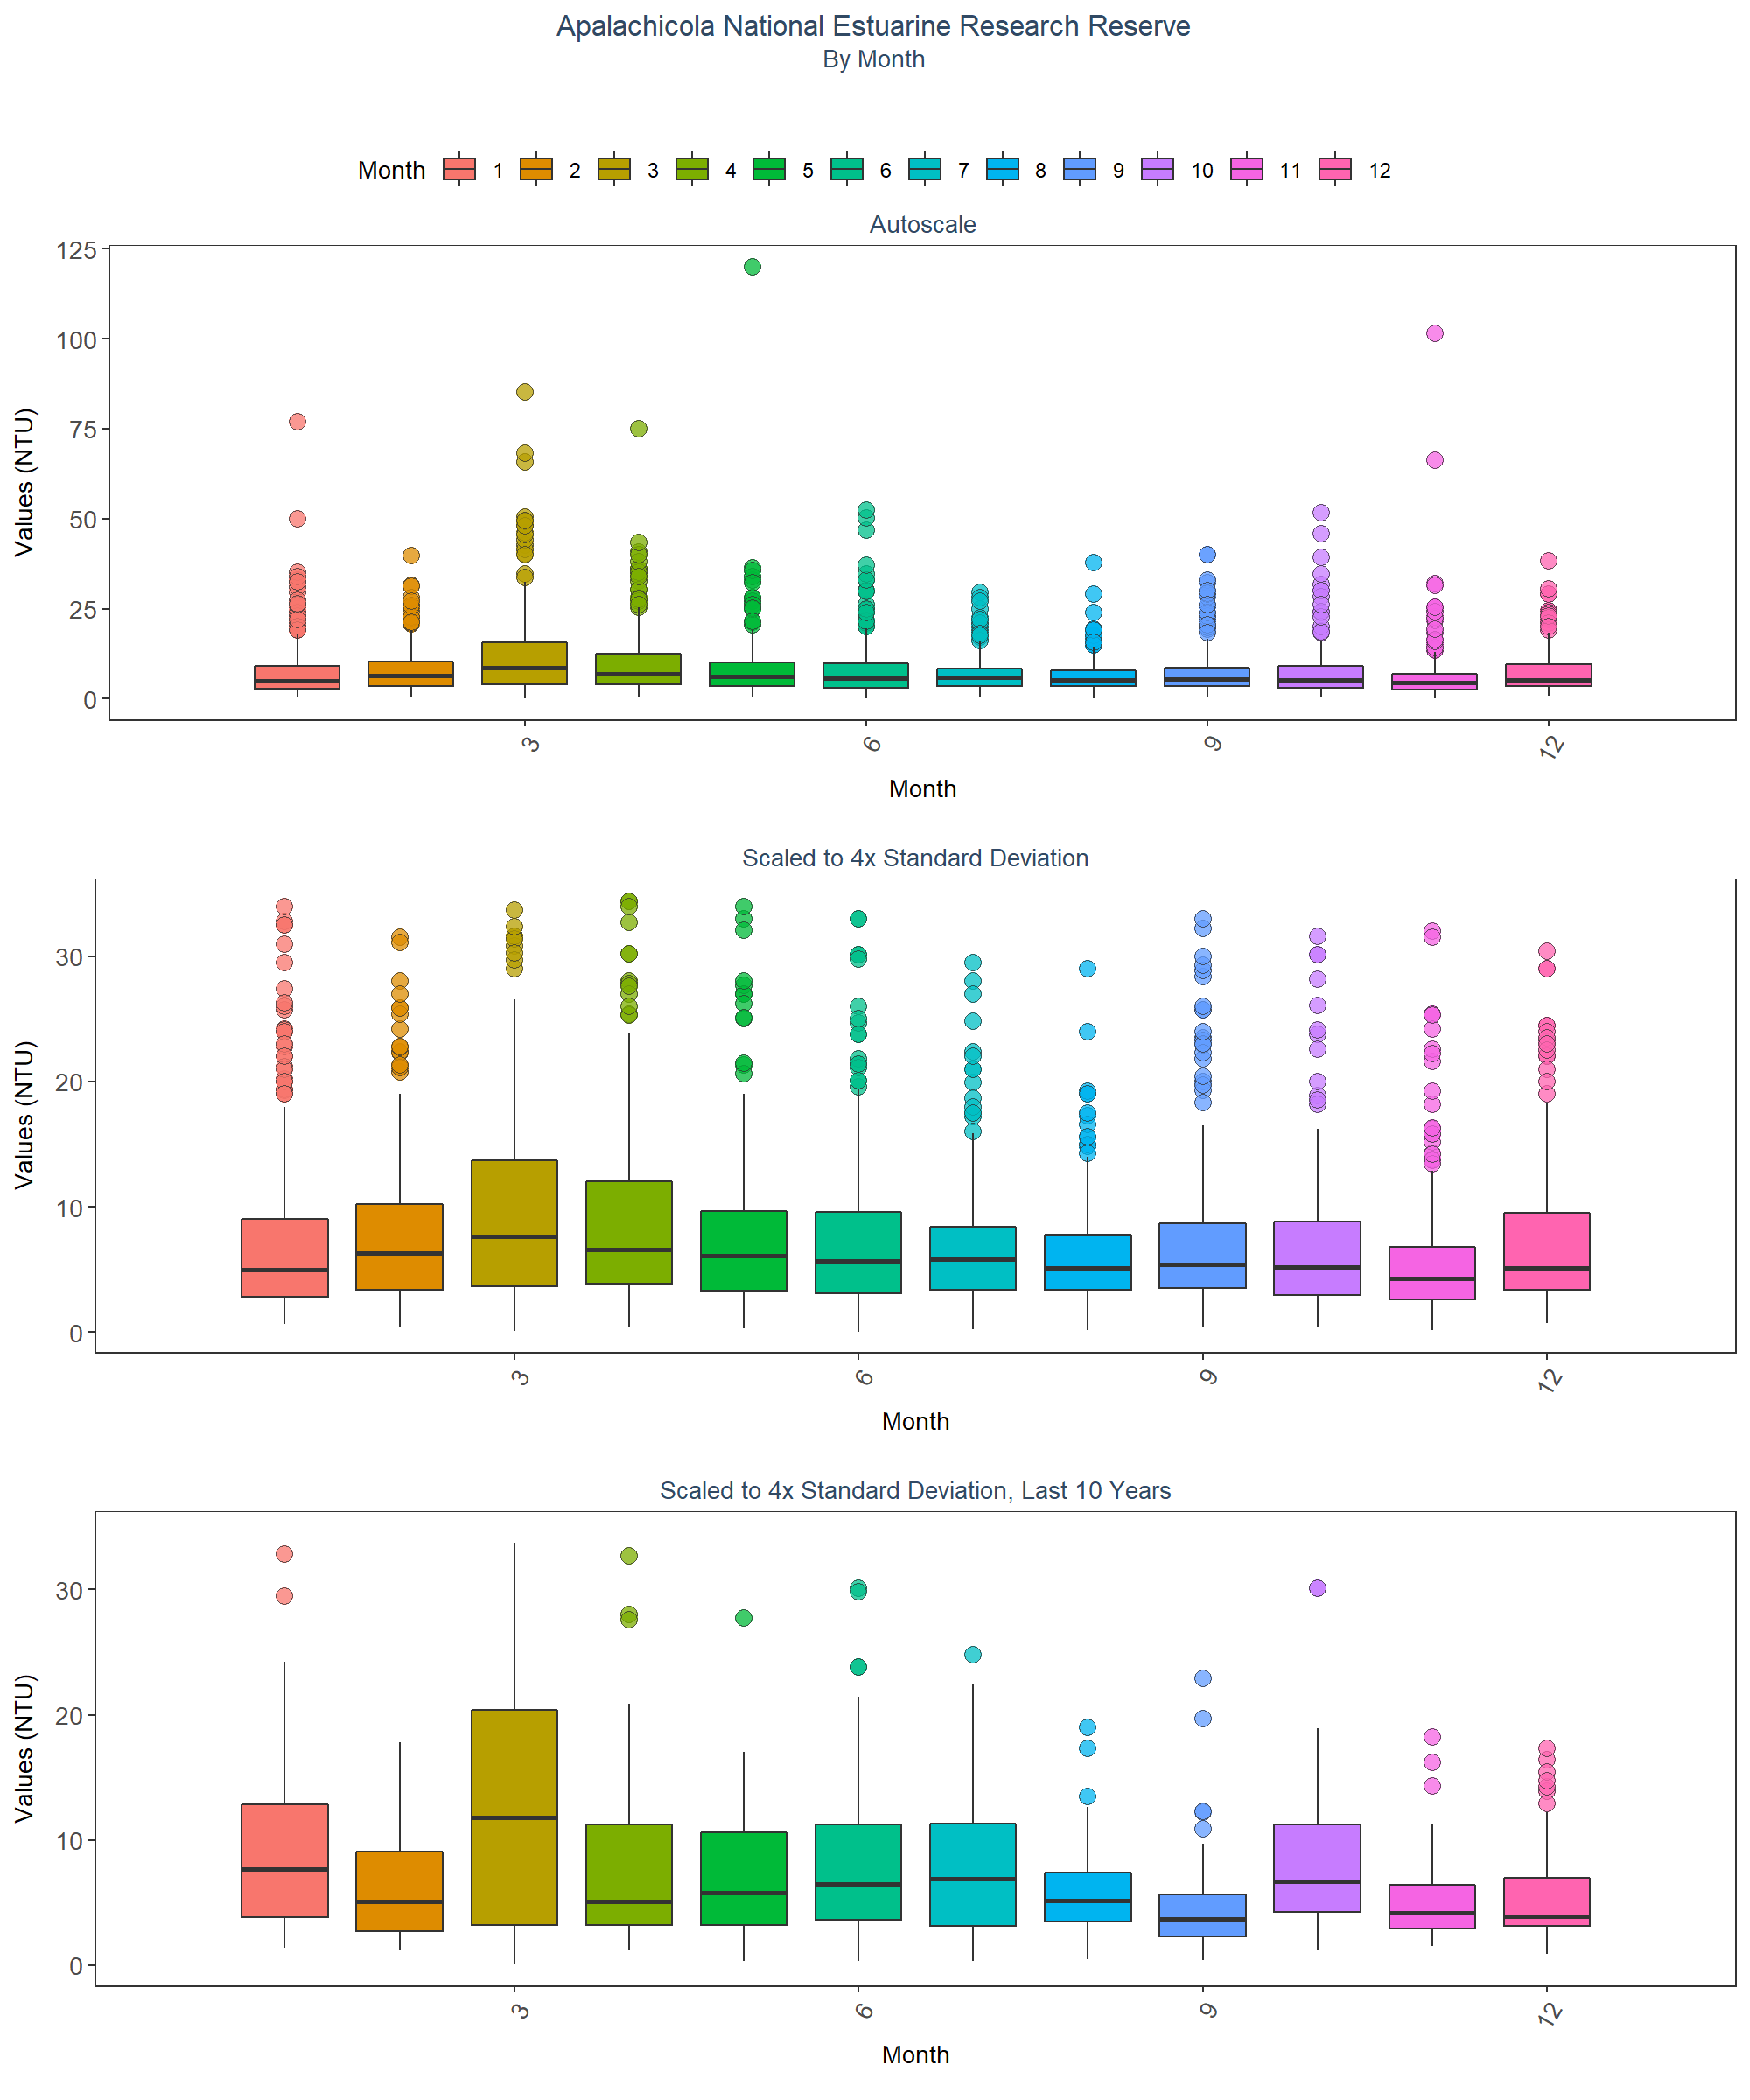 Apalachicola National Estuarine Research Reserve
By Month
Month 1 2 3 4 5 6 7 8 9 10 11 12
Autoscale
Values (NTU)
125
100
75
50
25
0
3 6 9 12
Month
Scaled to 4x Standard Deviation
Values (NTU)
30
20
10
0
3 6 9 12
Month
Scaled to 4x Standard Deviation, Last 10 Years
Values (NTU)
30
20
10
0
3 6 9 12
Month